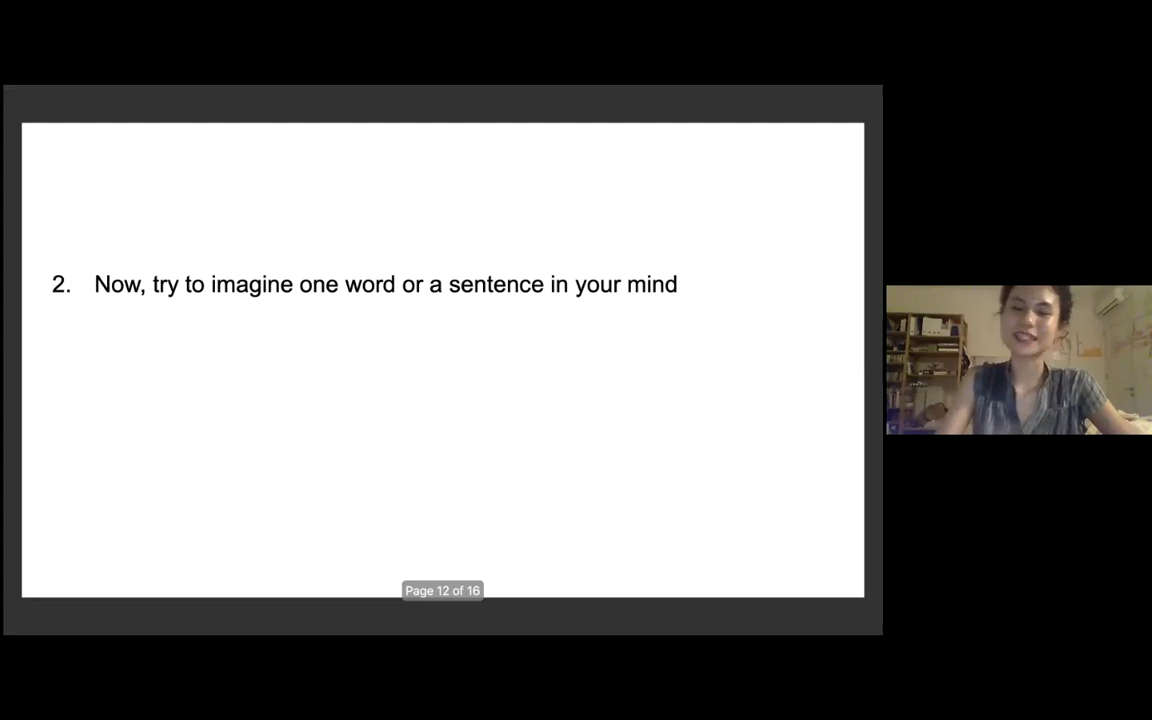 2. Now, try to imagine one word or a sentence in your mind
Page 12 of 16